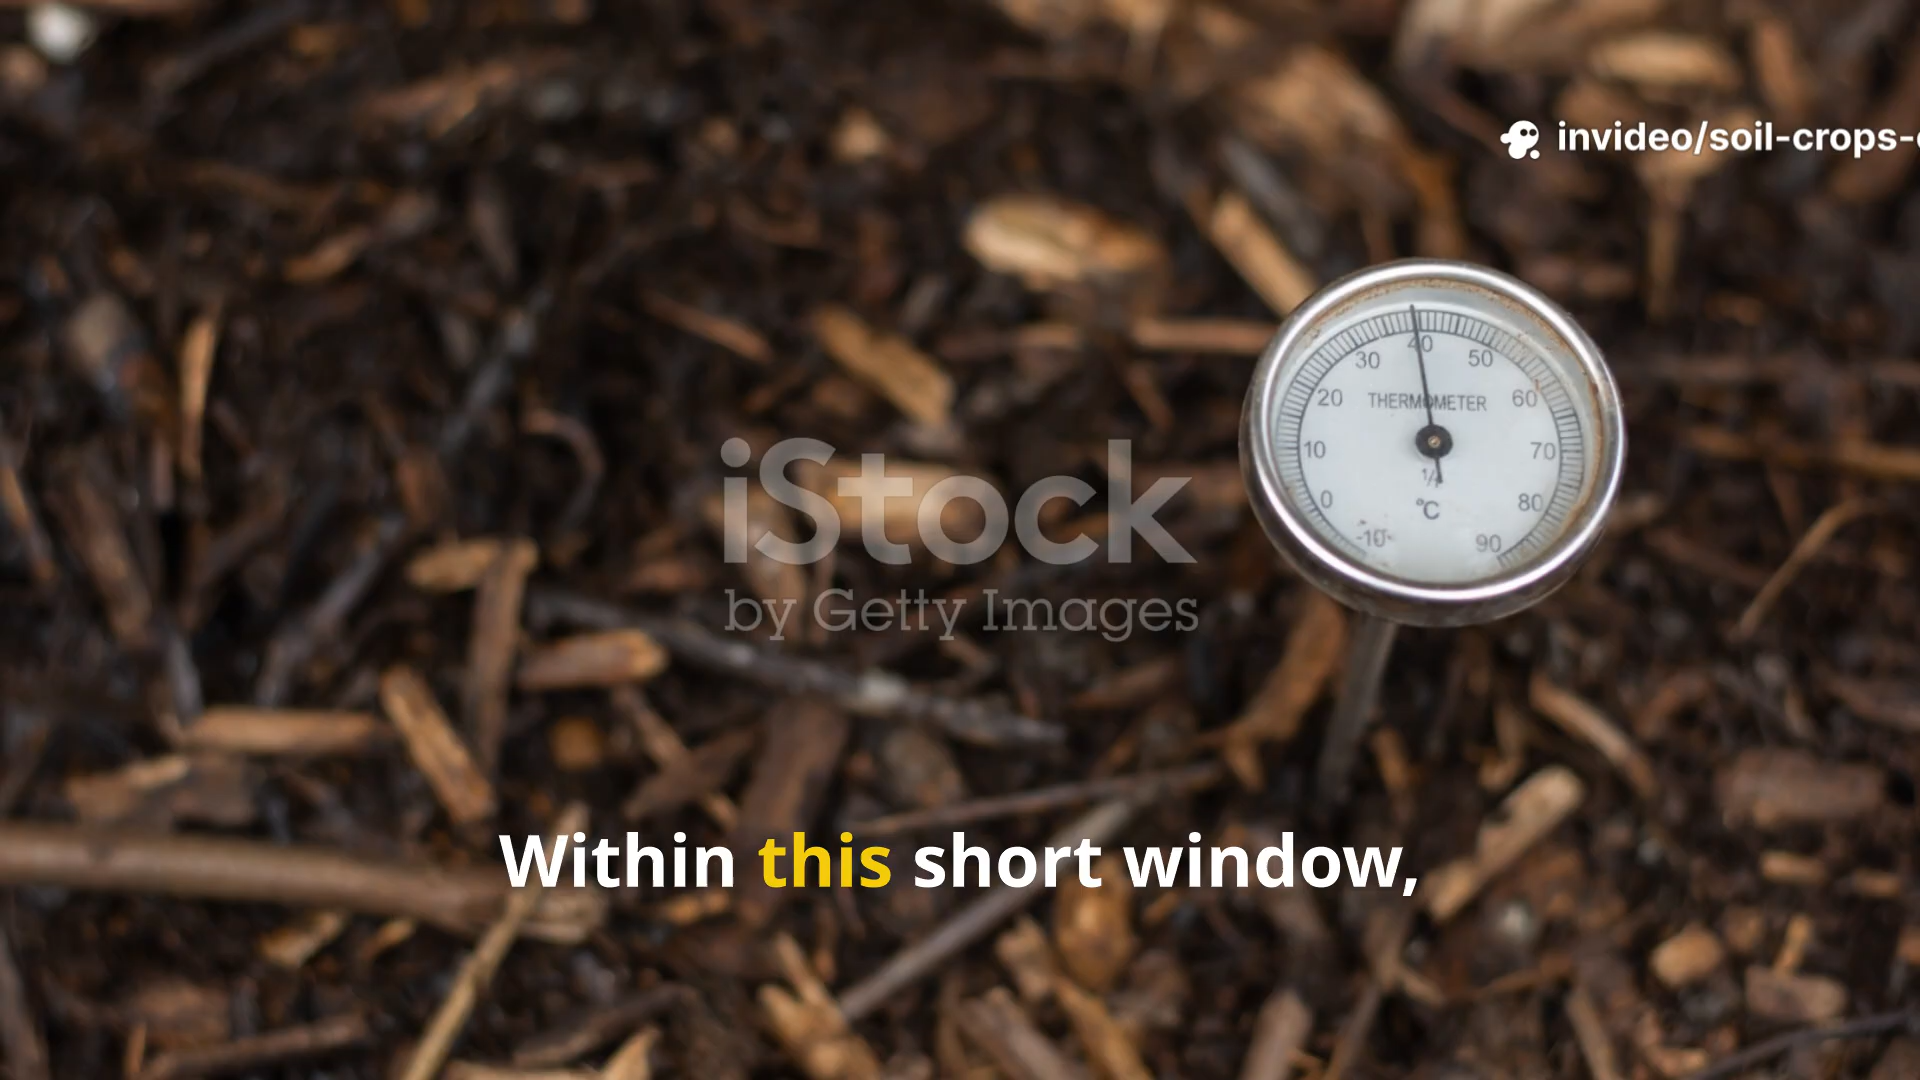 invideo/soil-crops-
40
30
50
20
THERMOMETER
60
10
70
0
°C
80
-10
90
iStock
by Getty Images
Within this short window,